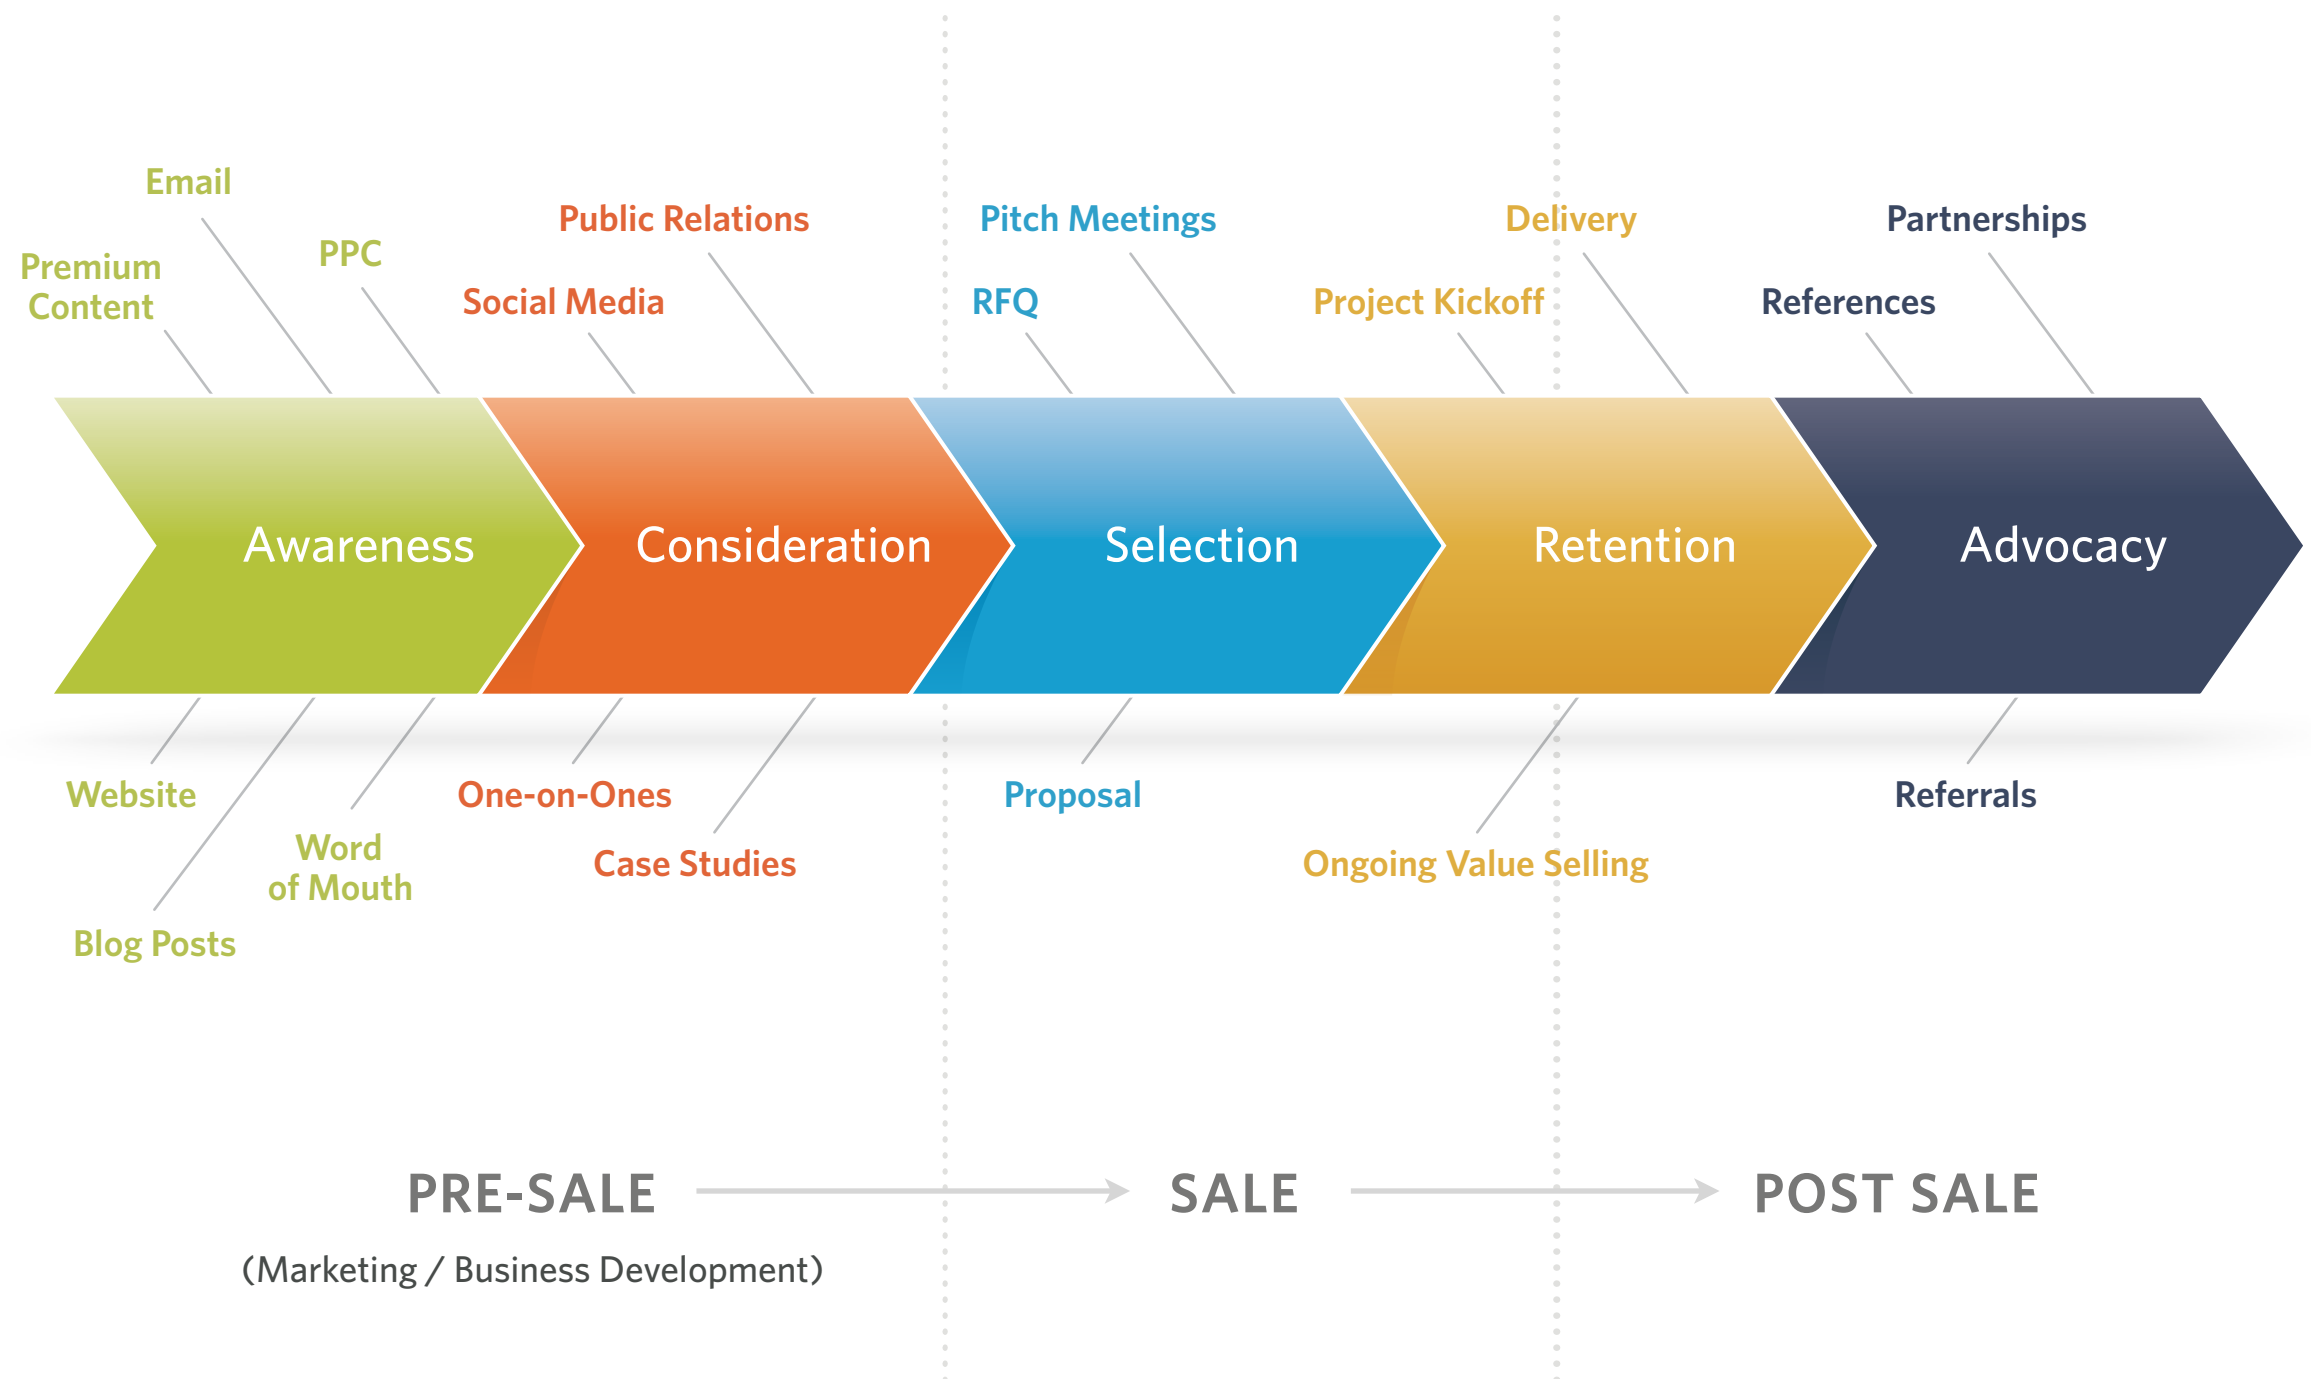 Email
Premium
Content
PPC
Public Relations
Social Media
Pitch Meetings
RFQ
Delivery
Project Kickoff
Partnerships
References
Awareness
Consideration
Selection
Retention
Advocacy
Website
Word
of Mouth
Blog Posts
One-on-Ones
Case Studies
Proposal
Ongoing Value Selling
Referrals
PRE-SALE
(Marketing / Business Development)
SALE
POST SALE